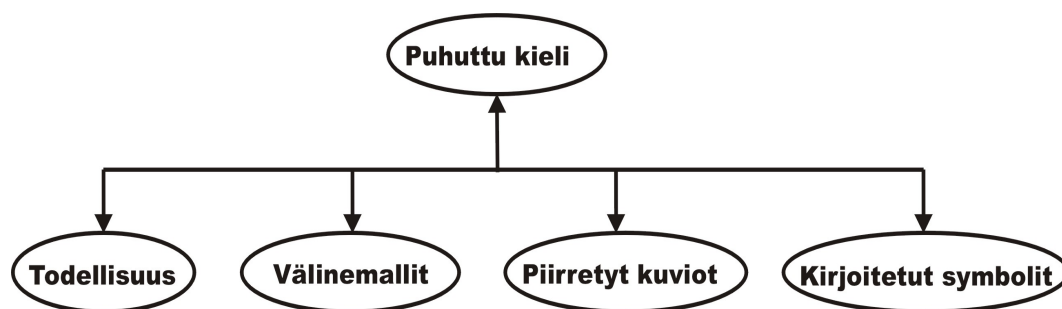 Puhuttu kieli
Todellisuus
Välinemallit
Piirretyt kuviot
Kirjoitetut symbolit